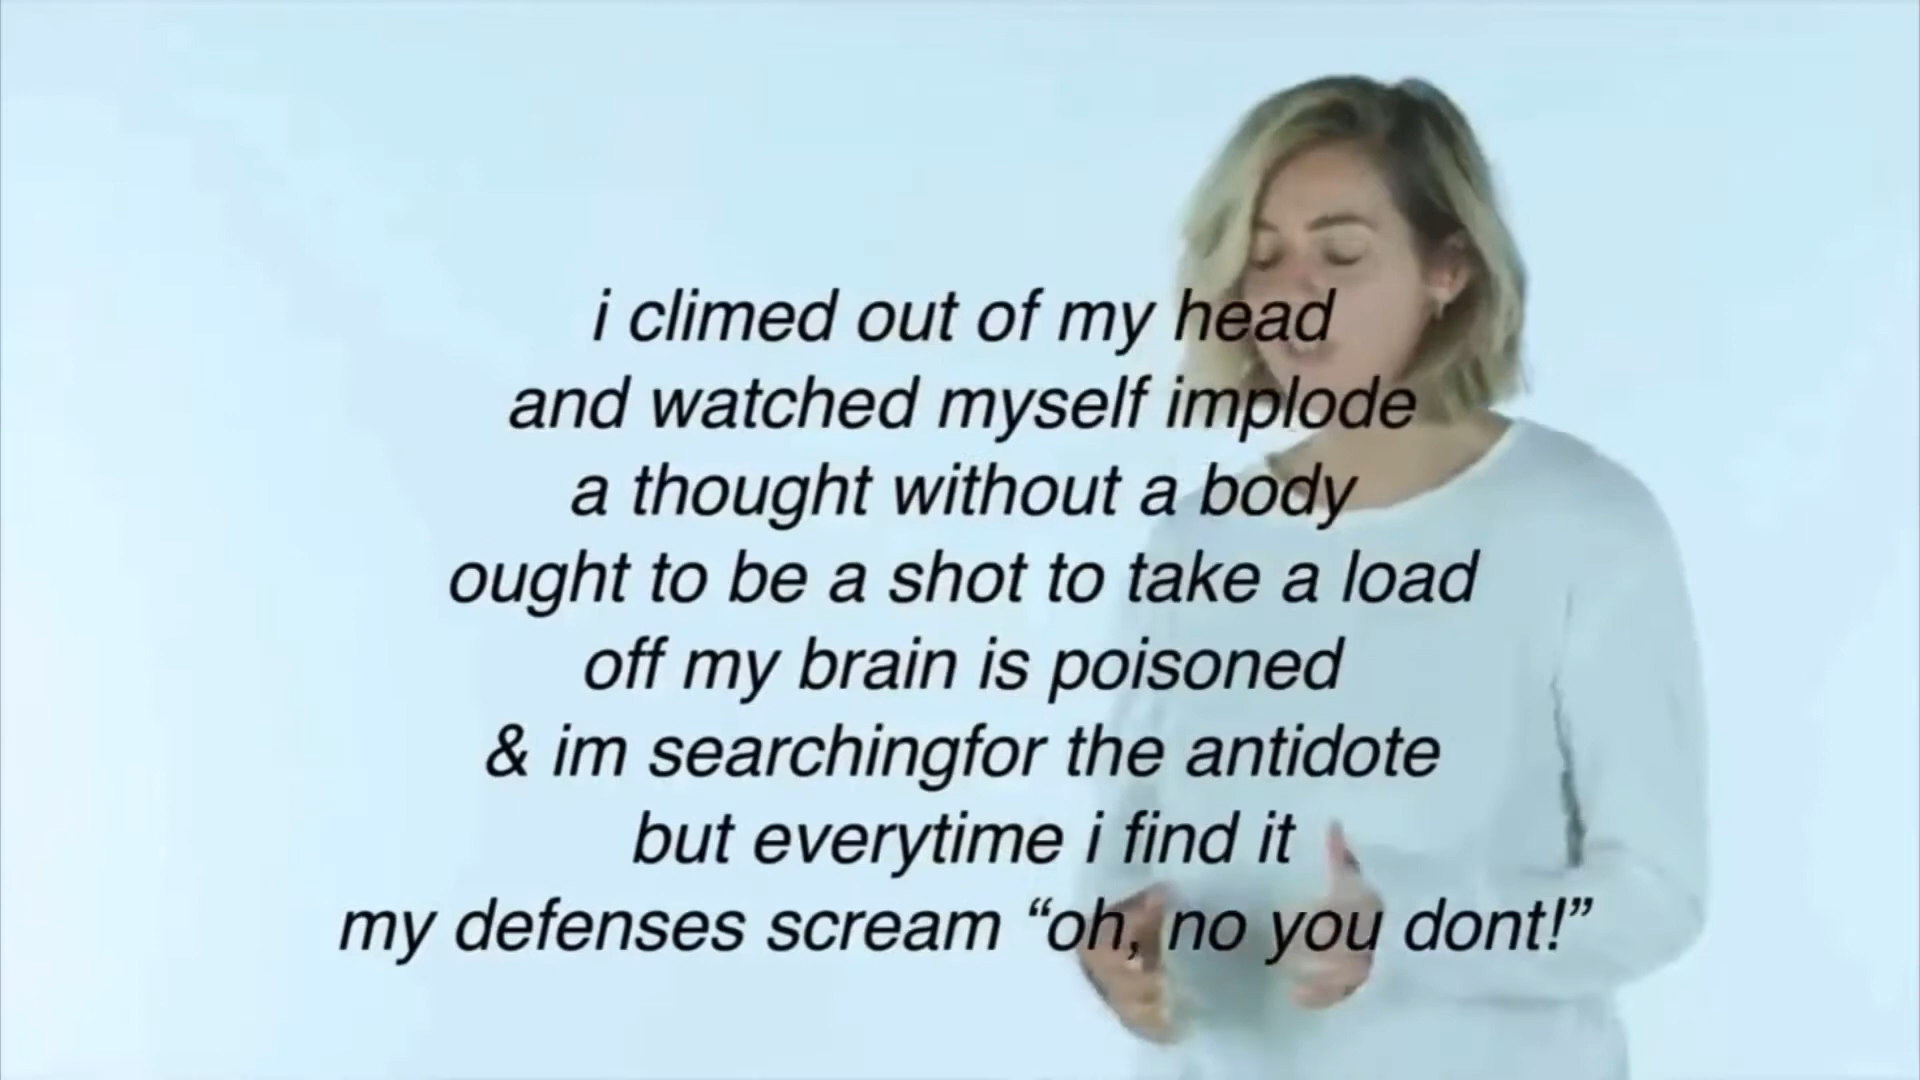 i climed out of my head
and watched myself implode
a thought without a body
ought to be a shot to take a load
off my brain is poisoned
& im searchingfor the antidote
but everytime i find it
my defenses scream “oh, no you dont!”